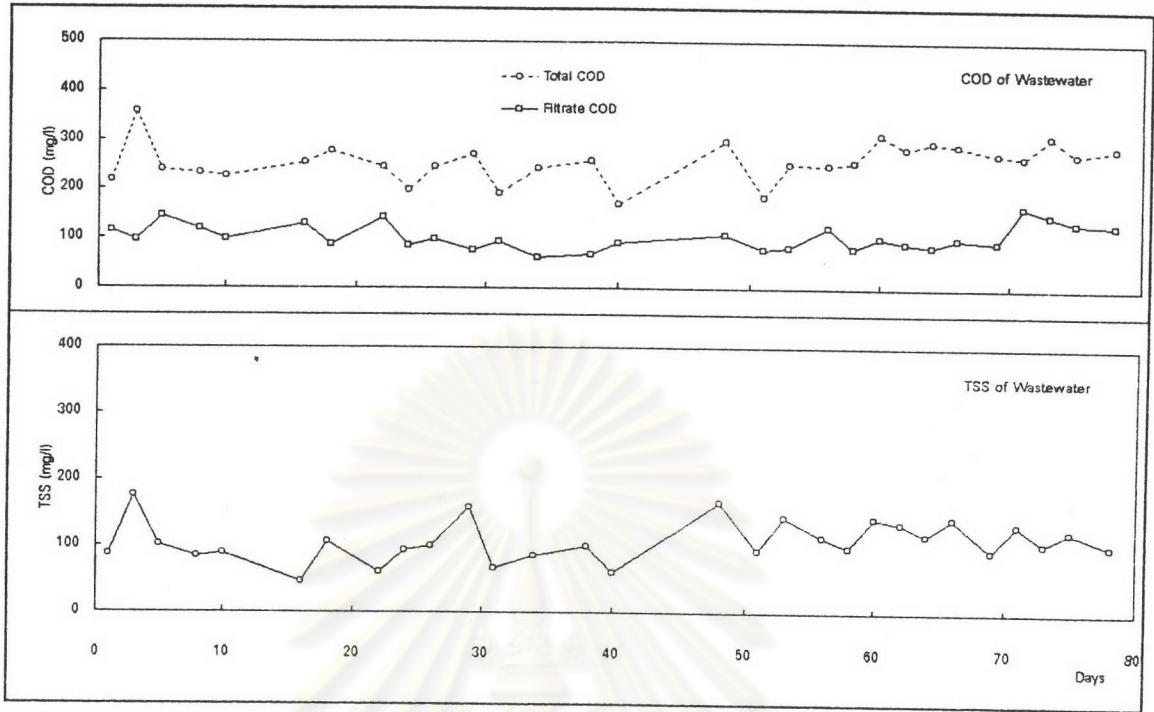 500
400
300
200
100
0
COD (mg/l)
Total COD
Filtrate COD
COD of Wastewater
400
300
200
100
0
TSS (mg/l)
TSS of Wastewater
0 10 20 30 40 50 60 70 80
Days